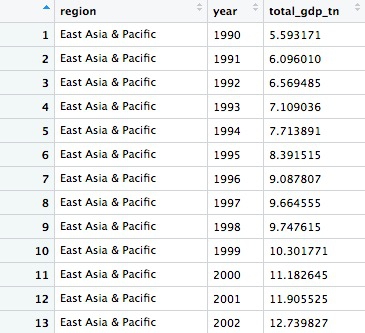 region year total_gdp_tn
1 East Asia & Pacific 1990 5.593171
2 East Asia & Pacific 1991 6.096010
3 East Asia & Pacific 1992 6.569485
4 East Asia & Pacific 1993 7.109036
5 East Asia & Pacific 1994 7.713891
6 East Asia & Pacific 1995 8.391515
7 East Asia & Pacific 1996 9.087807
8 East Asia & Pacific 1997 9.664555
9 East Asia & Pacific 1998 9.747615
10 East Asia & Pacific 1999 10.301771
11 East Asia & Pacific 2000 11.182645
12 East Asia & Pacific 2001 11.905525
13 East Asia & Pacific 2002 12.739827